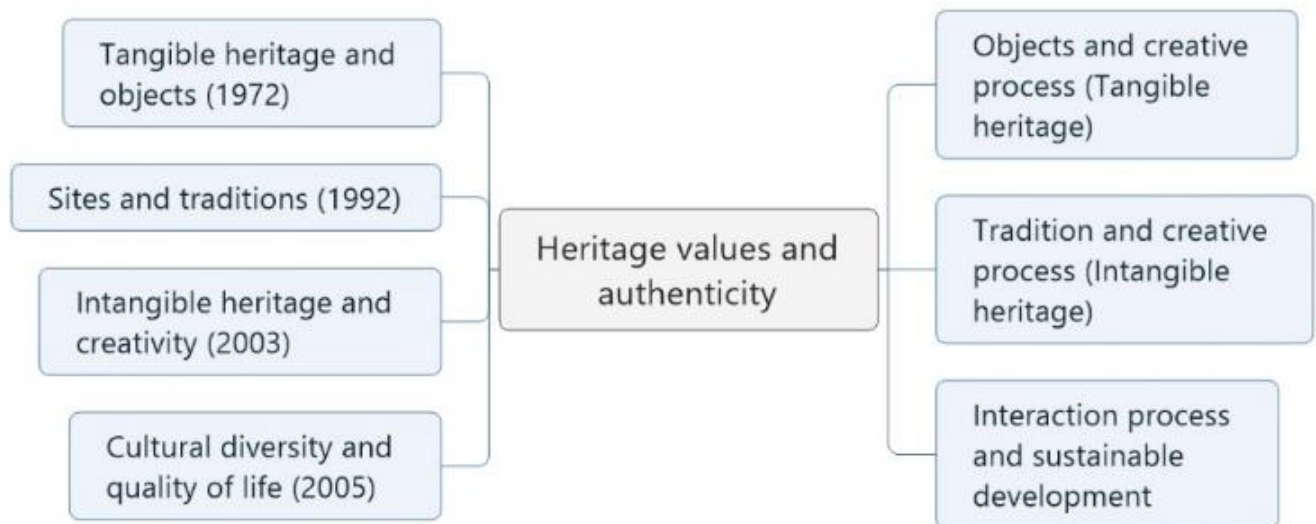 Tangible heritage and
objects (1972)
Sites and traditions (1992)
Intangible heritage and
creativity (2003)
Cultural diversity and
quality of life (2005)
Heritage values and
authenticity
Objects and creative
process (Tangible
heritage)
Tradition and creative
process (Intangible
heritage)
Interaction process
and sustainable
development